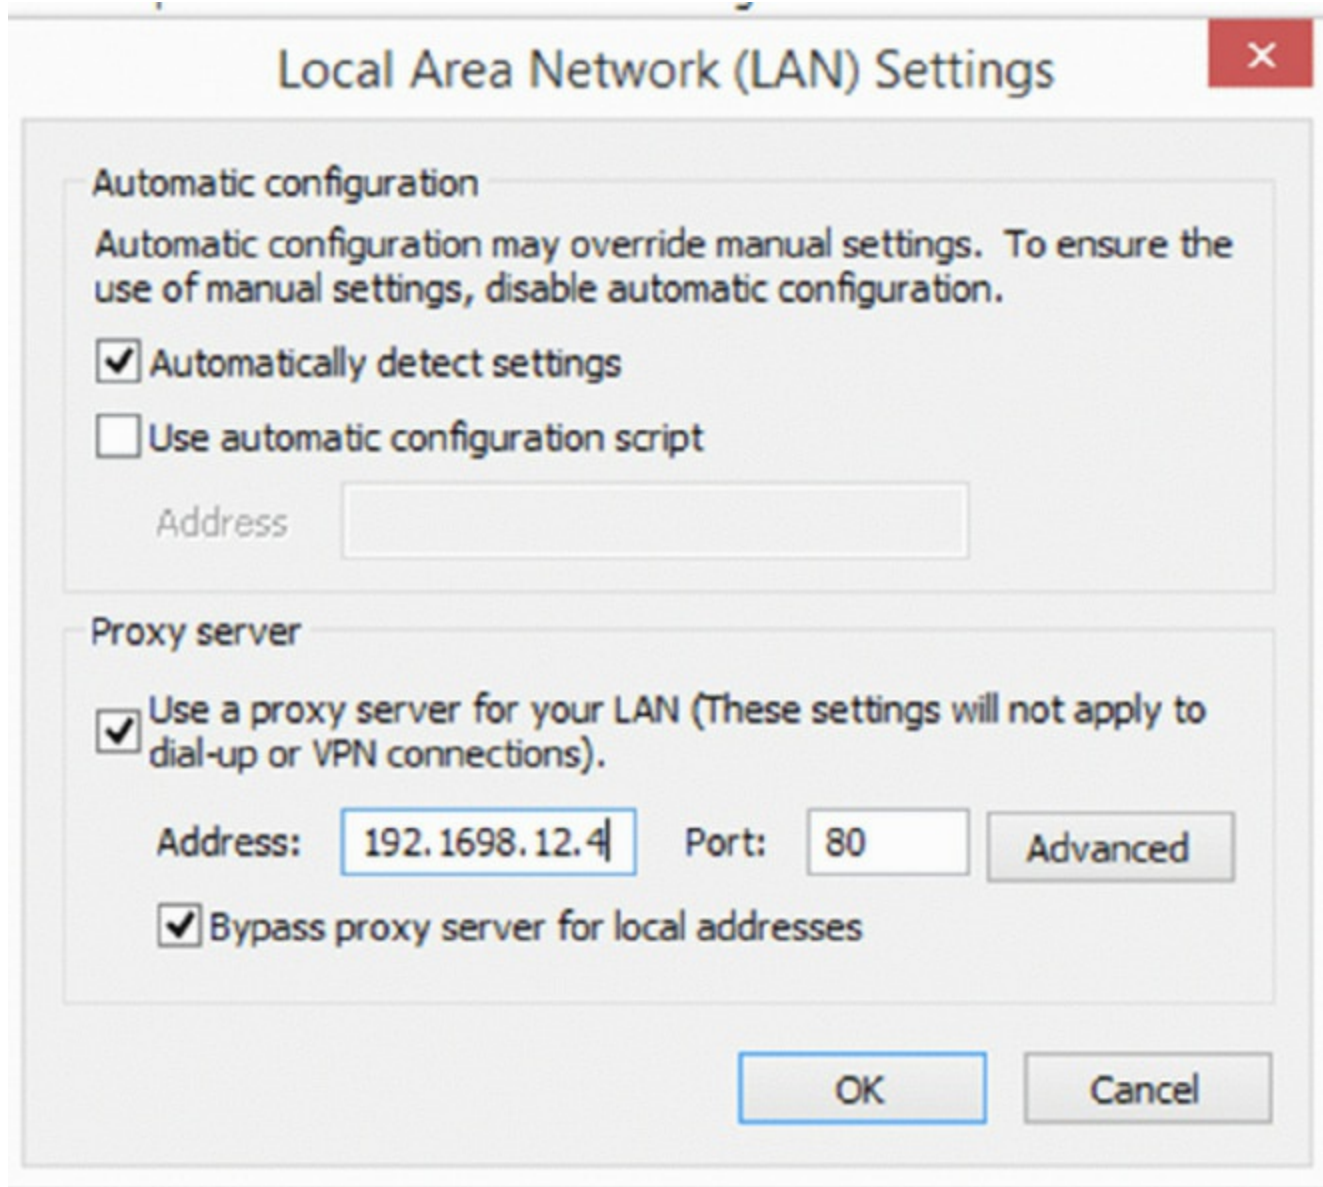 Local Area Network (LAN) Settings
Automatic configuration
Automatic configuration may override manual settings. To ensure the
use of manual settings, disable automatic configuration.
Automatically detect settings
Use automatic configuration script
Address
Proxy server
Use a proxy server for your LAN (These settings will not apply to
dial-up or VPN connections).
Address: 192.1698.12.4 Port: 80 Advanced
Bypass proxy server for local addresses
OK Cancel